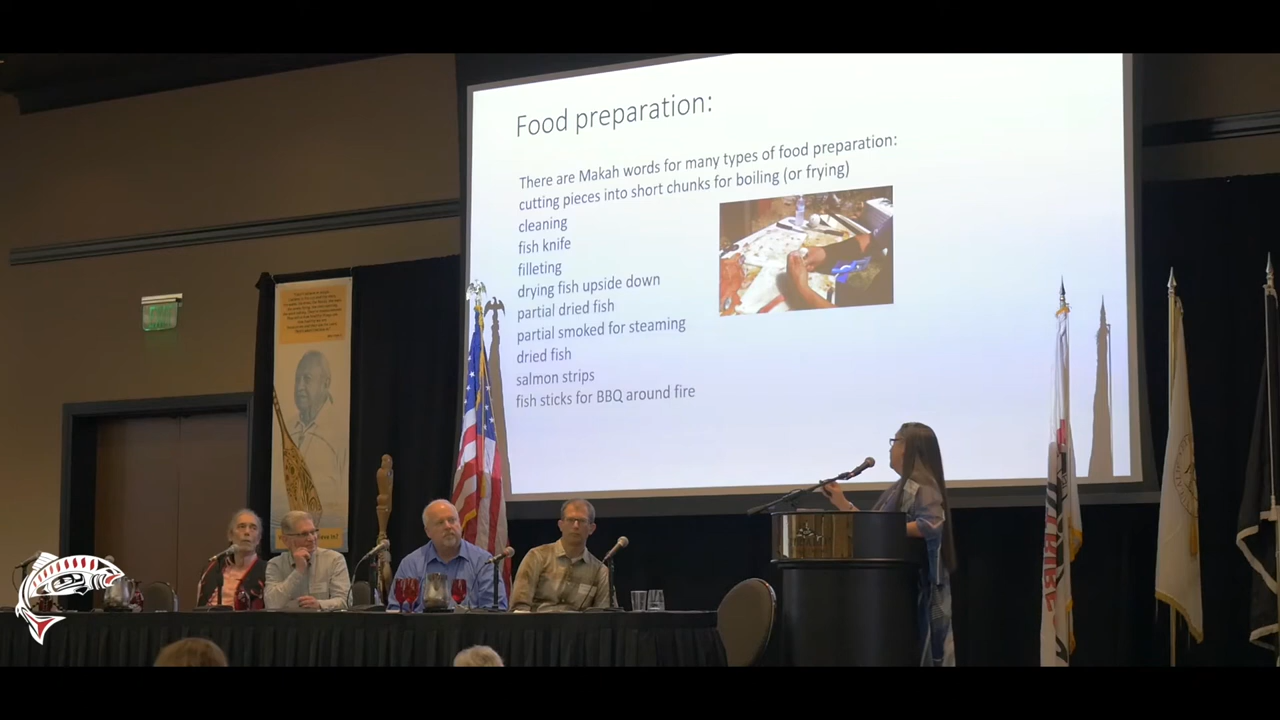 Food preparation:
There are Makah words for many types of food preparation:
cutting pieces into short chunks for boiling (or frying)
cleaning
fish knife
filleting
drying fish upside down
partial dried fish
partial smoked for steaming
dried fish
salmon strips
fish sticks for BBQ around fire